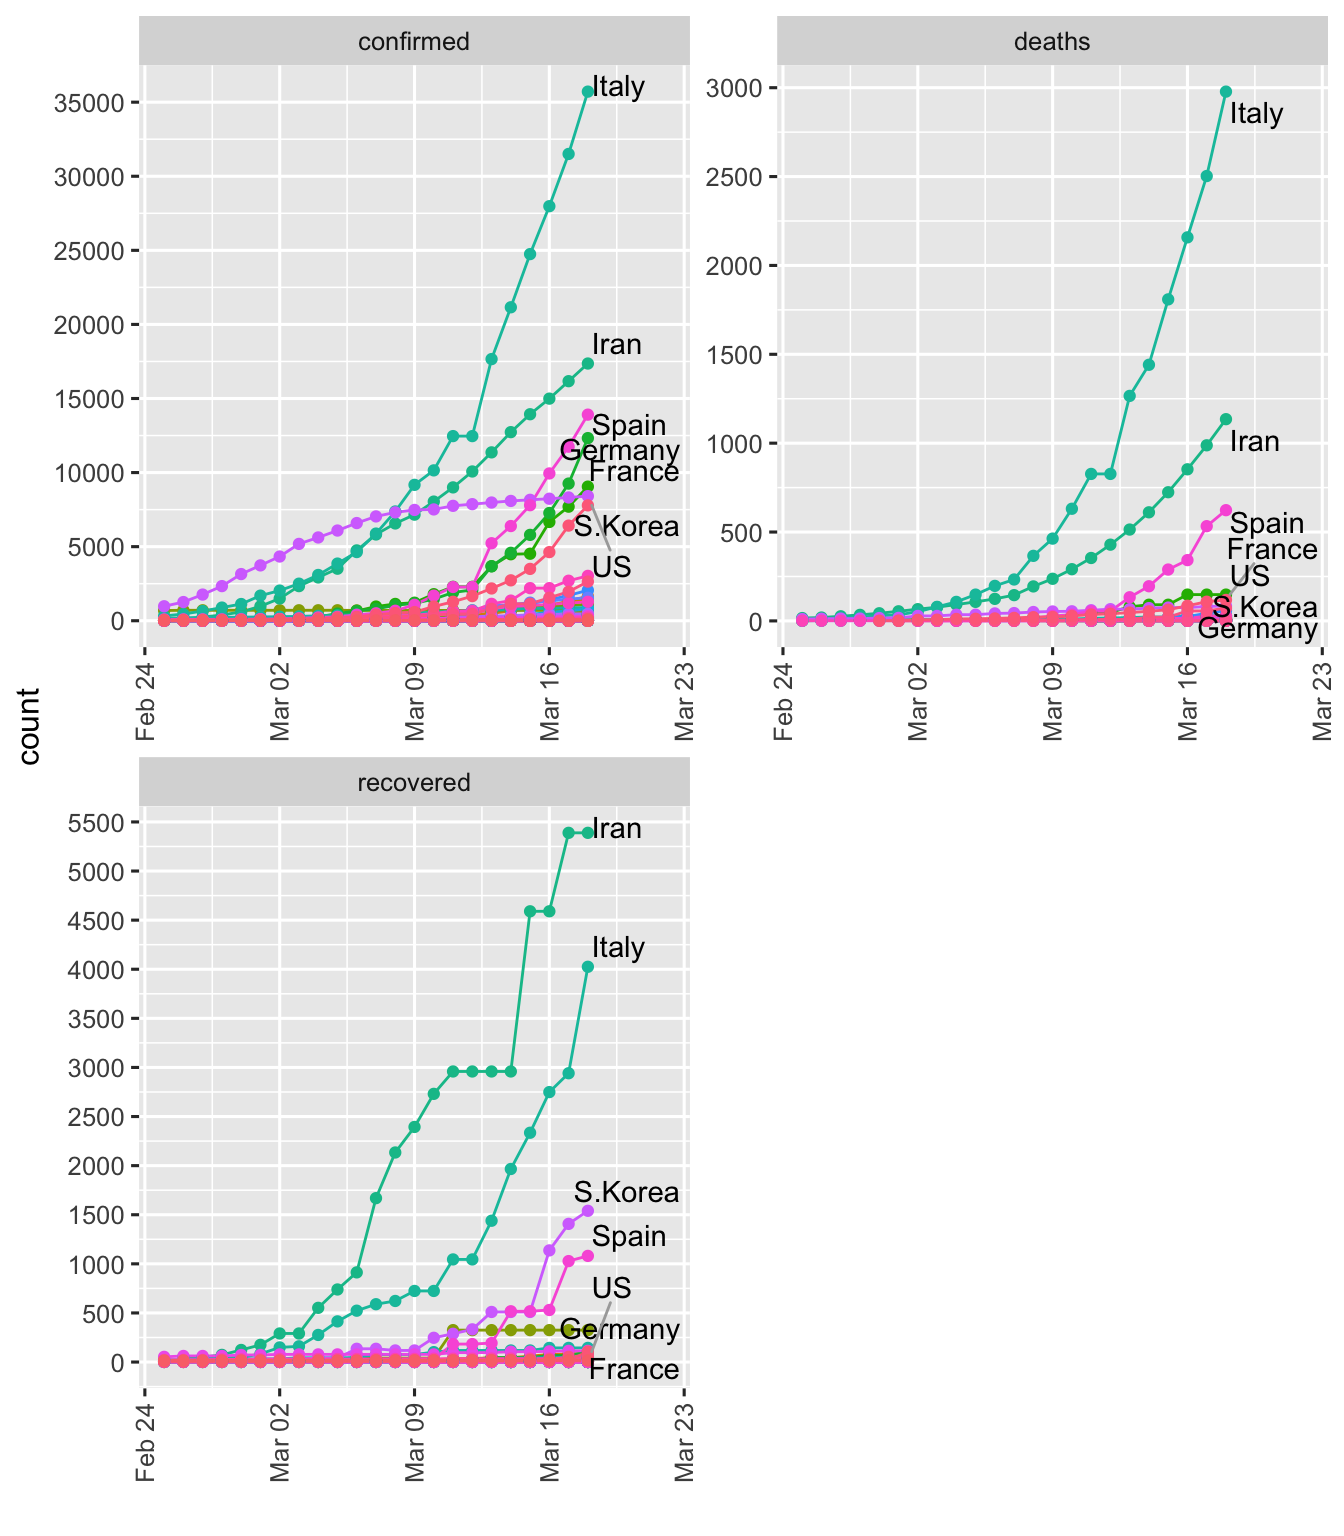 confirmed
35000
30000
25000
20000
15000
10000
5000
0
Italy
Iran
Spain
Germany
France
S.Korea
US
Feb 24
Mar 02
Mar 09
Mar 16
Mar 23
deaths
3000
2500
2000
1500
1000
500
0
Italy
Iran
Spain
France
US
S.Korea
Germany
Feb 24
Mar 02
Mar 09
Mar 16
Mar 23
count
recovered
5500
5000
4500
4000
3500
3000
2500
2000
1500
1000
500
0
Iran
Italy
S.Korea
Spain
US
Germany
France
Feb 24
Mar 02
Mar 09
Mar 16
Mar 23